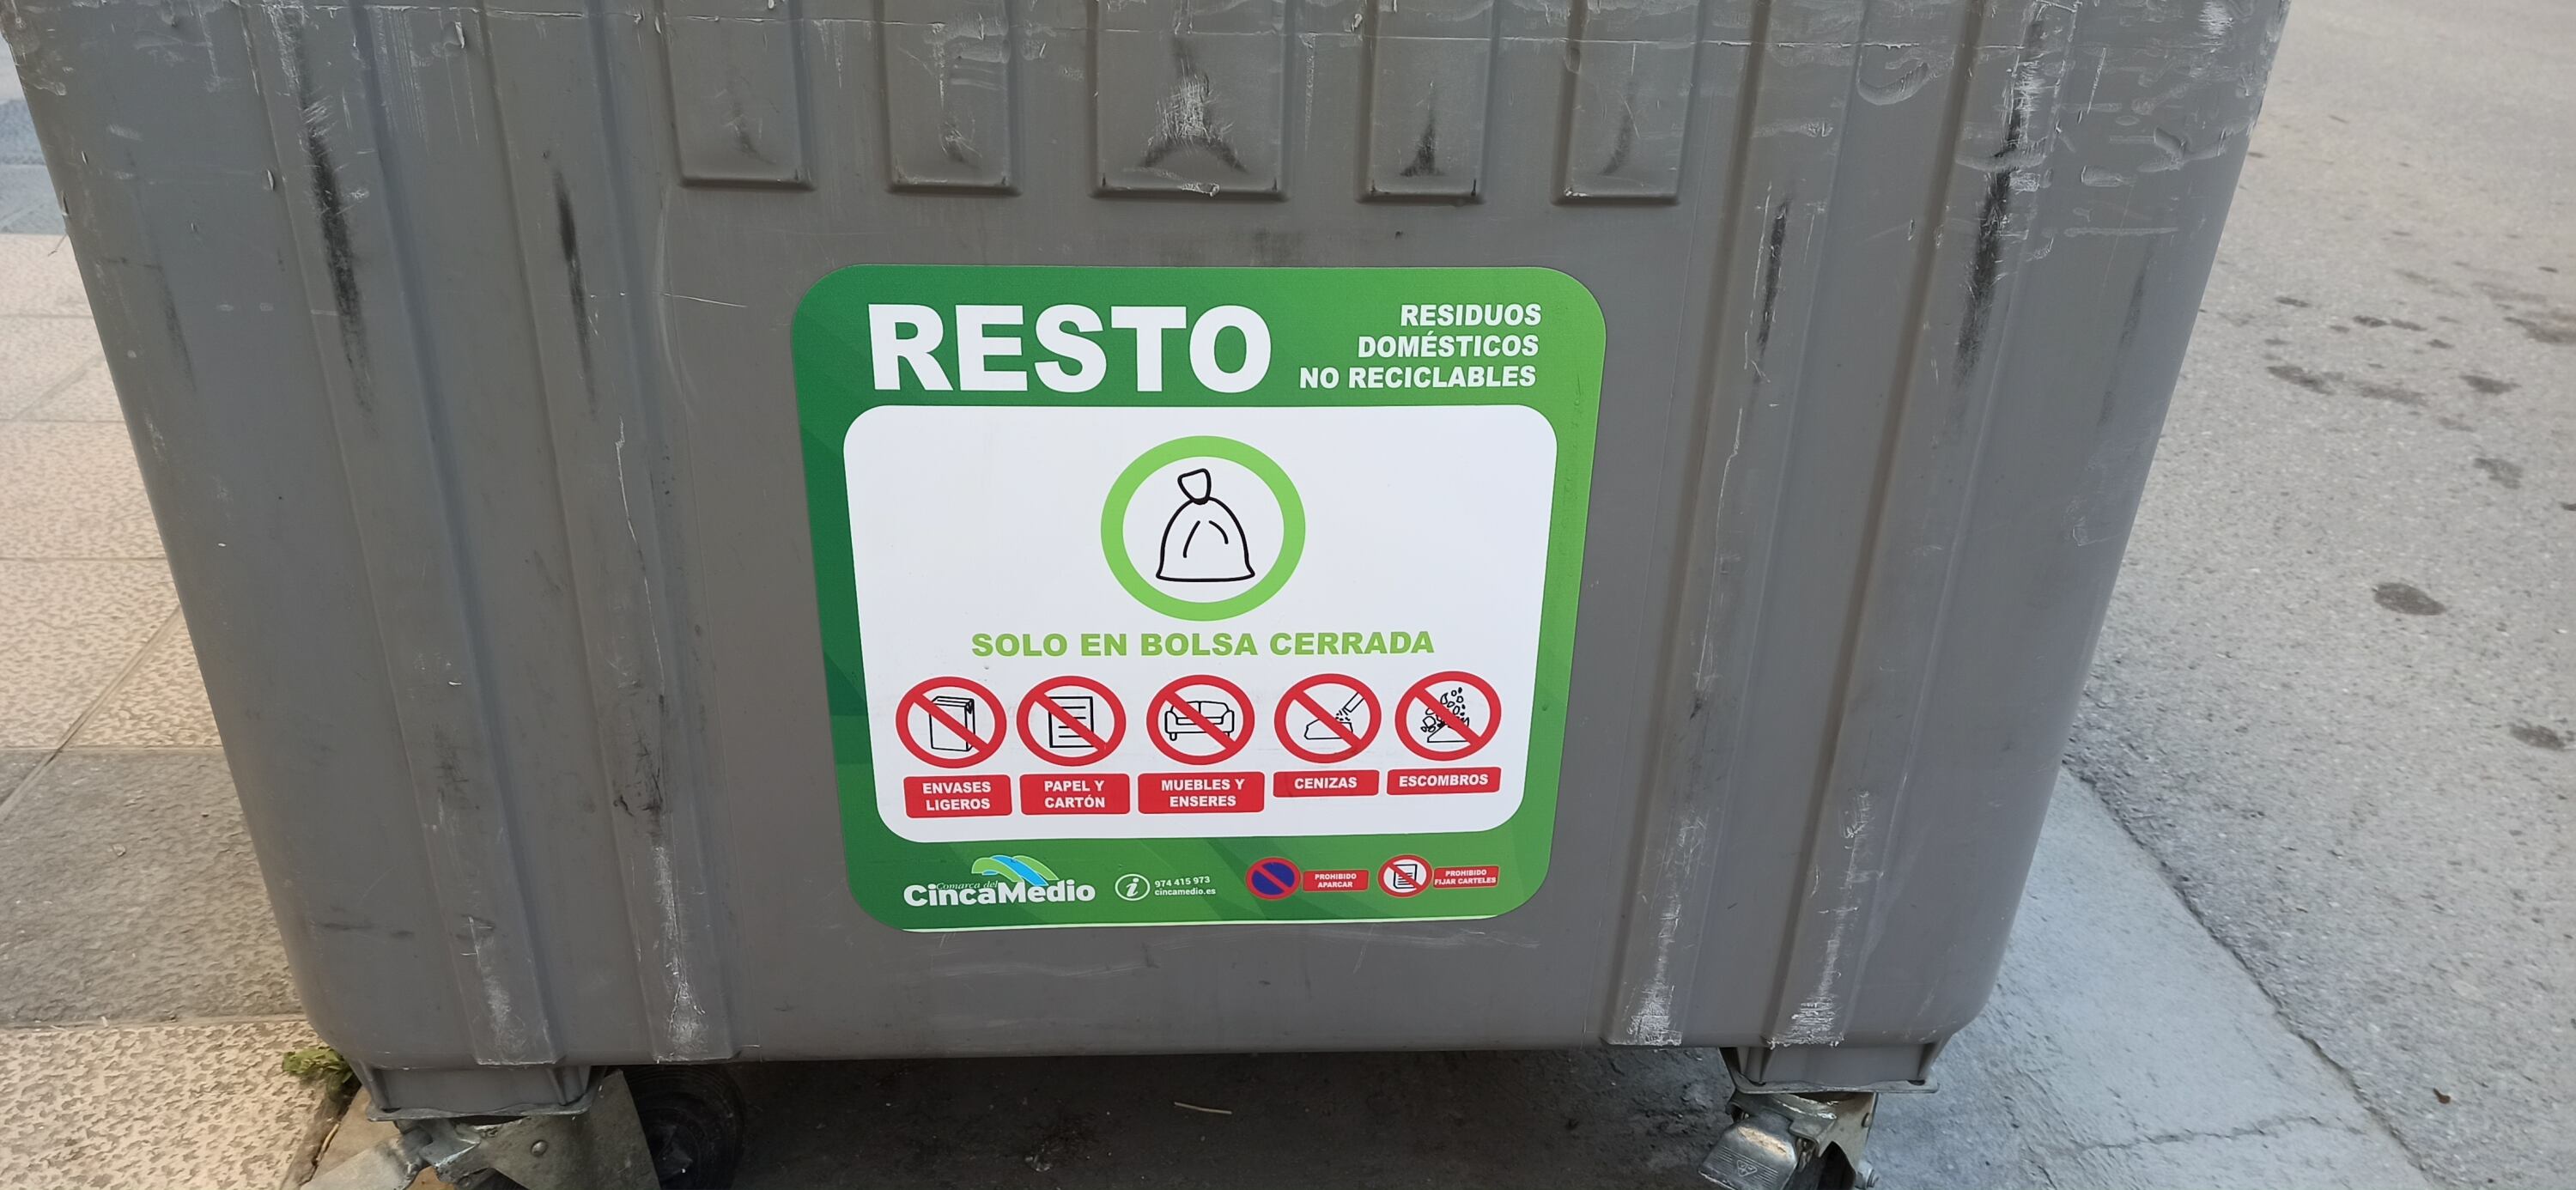 RESTO
RESIDUOS
DOMÉSTICOS
NO RECICLABLES
SOLO EN BOLSA CERRADA
ENVASES
LIGEROS
PAPEL Y
CARTÓN
MUEBLES Y
ENSERES
CENIZAS
ESCOMBROS
Comarca del
CincaMedio
i
974 415 973
cincamedio.es
PROHIBIDO
APARCAR
PROHIBIDO
FIJAR CARTELES